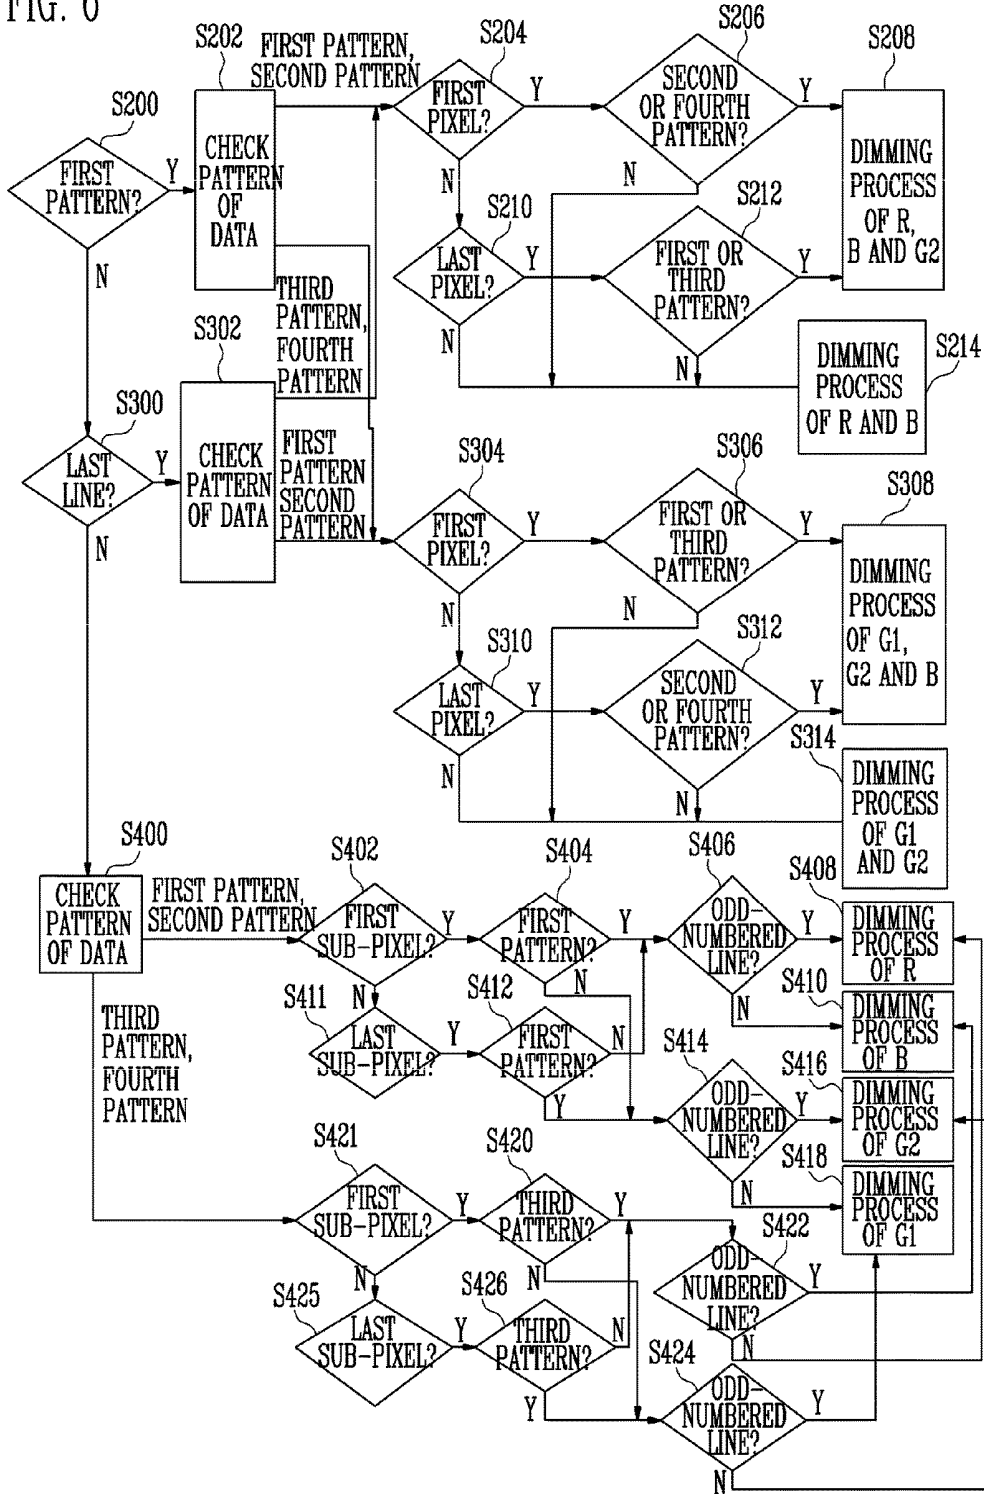 FIG. 6
S200
FIRST
PATTERN?
Y
N
S202
CHECK
PATTERN
OF
DATA
FIRST PATTERN,
SECOND PATTERN
THIRD
PATTERN,
FOURTH
PATTERN
S204
FIRST
PIXEL?
Y
N
S206
SECOND
OR FOURTH
PATTERN?
Y
N
S208
DIMMING
PROCESS
OF R,
B AND G2
S210
LAST
PIXEL?
Y
N
S212
FIRST OR
THIRD
PATTERN?
Y
N
S214
DIMMING
PROCESS
OF R AND B
S300
LAST
LINE?
Y
N
S302
CHECK
PATTERN
OF DATA
FIRST
PATTERN
SECOND
PATTERN
S304
FIRST
PIXEL?
Y
N
S306
FIRST OR
THIRD
PATTERN?
Y
N
S308
DIMMING
PROCESS
OF G1,
G2 AND B
S310
LAST
PIXEL?
Y
N
S312
SECOND
OR FOURTH
PATTERN?
Y
N
S314
DIMMING
PROCESS
OF G1
AND G2
S400
CHECK
PATTERN
OF DATA
FIRST PATTERN,
SECOND PATTERN
THIRD
PATTERN,
FOURTH
PATTERN
S402
FIRST
SUB-PIXEL?
Y
N
S404
FIRST
PATTERN?
Y
N
S406
ODD-
NUMBERED
LINE?
Y
N
S408
DIMMING
PROCESS
OF R
S410
DIMMING
PROCESS
OF B
S411
LAST
SUB-PIXEL?
Y
S412
FIRST
PATTERN?
N
Y
S414
ODD-
NUMBERED
LINE?
Y
N
S416
DIMMING
PROCESS
OF G2
S418
DIMMING
PROCESS
OF G1
S421
FIRST
SUB-PIXEL?
Y
N
S420
THIRD
PATTERN?
Y
N
S422
ODD-
NUMBERED
LINE?
Y
N
S425
LAST
SUB-PIXEL?
Y
S426
THIRD
PATTERN?
N
Y
S424
ODD-
NUMBERED
LINE?
Y
N